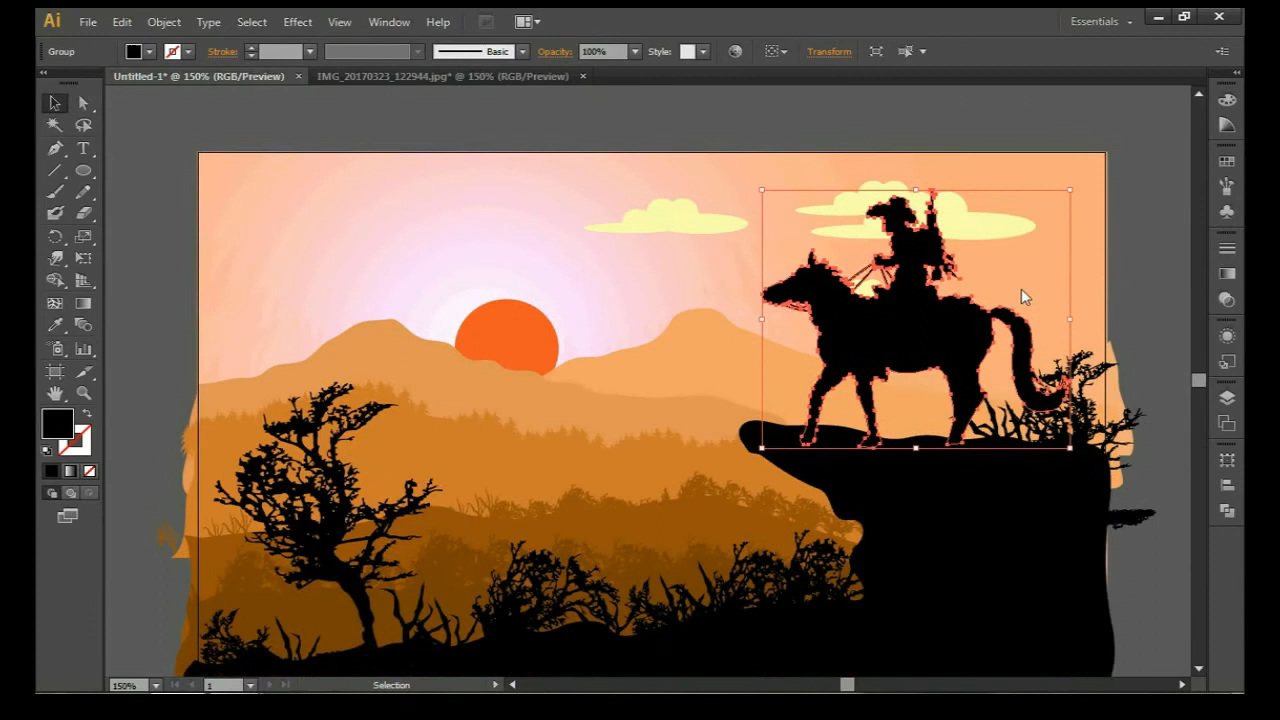 Ai File Edit Object Type Select Effect View Window Help Essentials
Group Stroke: Basic Opacity: 100% Style: Transform
Untitled-1* @ 150% (RGB/Preview) × IMG_20170323_122944.jpg* @ 150% (RGB/Preview) ×
T
150% 1 Selection